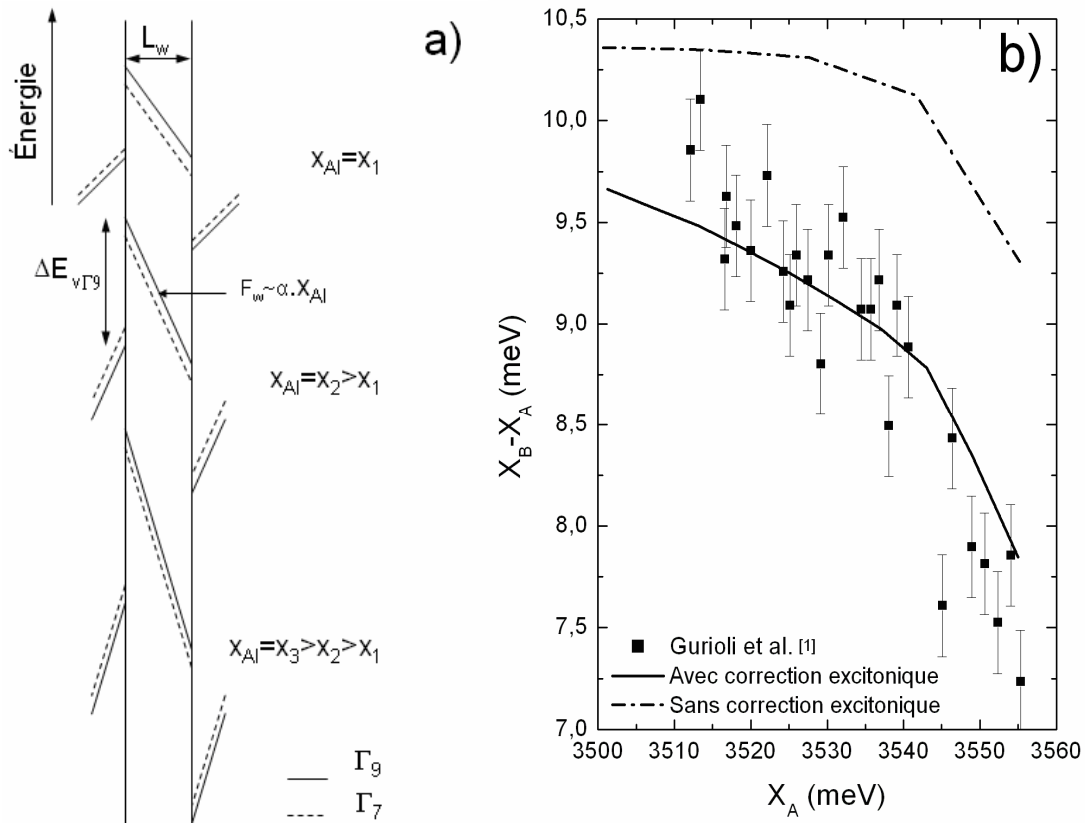 Énergie
L_w
a)
x_Al=x_1
ΔE_vΓ9
F_w~α.x_Al
x_Al=x_2>x_1
x_Al=x_3>x_2>x_1
Γ_9
Γ_7
b)
10,5
10,0
9,5
9,0
8,5
8,0
7,5
7,0
X_B-X_A (meV)
Gurioli et al. [1]
Avec correction excitonique
Sans correction excitonique
3500 3510 3520 3530 3540 3550 3560
X_A (meV)